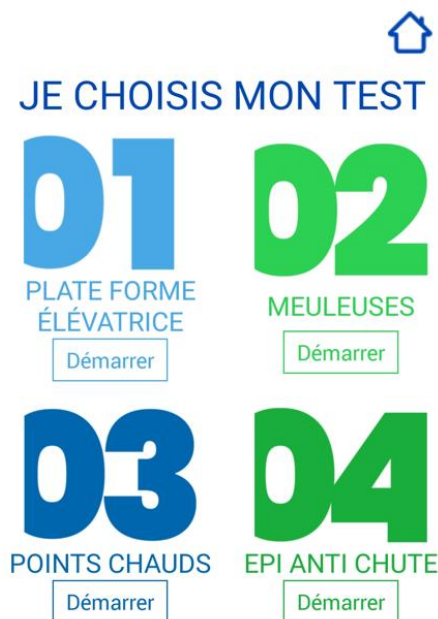 JE CHOISIS MON TEST
01
PLATE FORME
ÉLÉVATRICE
Démarrer
02
MEULEUSES
Démarrer
03
POINTS CHAUDS
Démarrer
04
EPI ANTI CHUTE
Démarrer